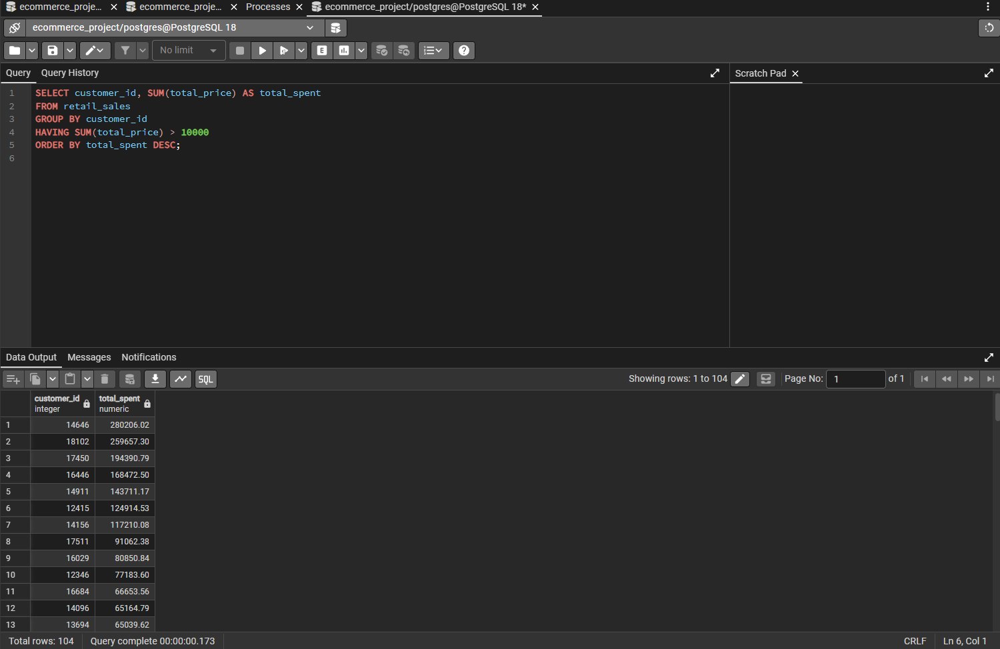 ecommerce_proje... ecommerce_proje... Processes ecommerce_project/postgres@PostgreSQL 18*
ecommerce_project/postgres@PostgreSQL 18
No limit E
Query Query History Scratch Pad
1 SELECT customer_id, SUM(total_price) AS total_spent
2 FROM retail_sales
3 GROUP BY customer_id
4 HAVING SUM(total_price) > 10000
5 ORDER BY total_spent DESC;
6
Data Output Messages Notifications
SQL Showing rows: 1 to 104 Page No: 1 of 1
customer_id total_spent
integer numeric
1 14646 280206.02
2 18102 259657.30
3 17450 194390.79
4 16446 168472.50
5 14911 143711.17
6 12415 124914.53
7 14156 117210.08
8 17511 91062.38
9 16029 80850.84
10 12346 77183.60
11 16684 66653.56
12 14096 65164.79
13 13694 65039.62
Total rows: 104 Query complete 00:00:00.173 CRLF Ln 6, Col 1